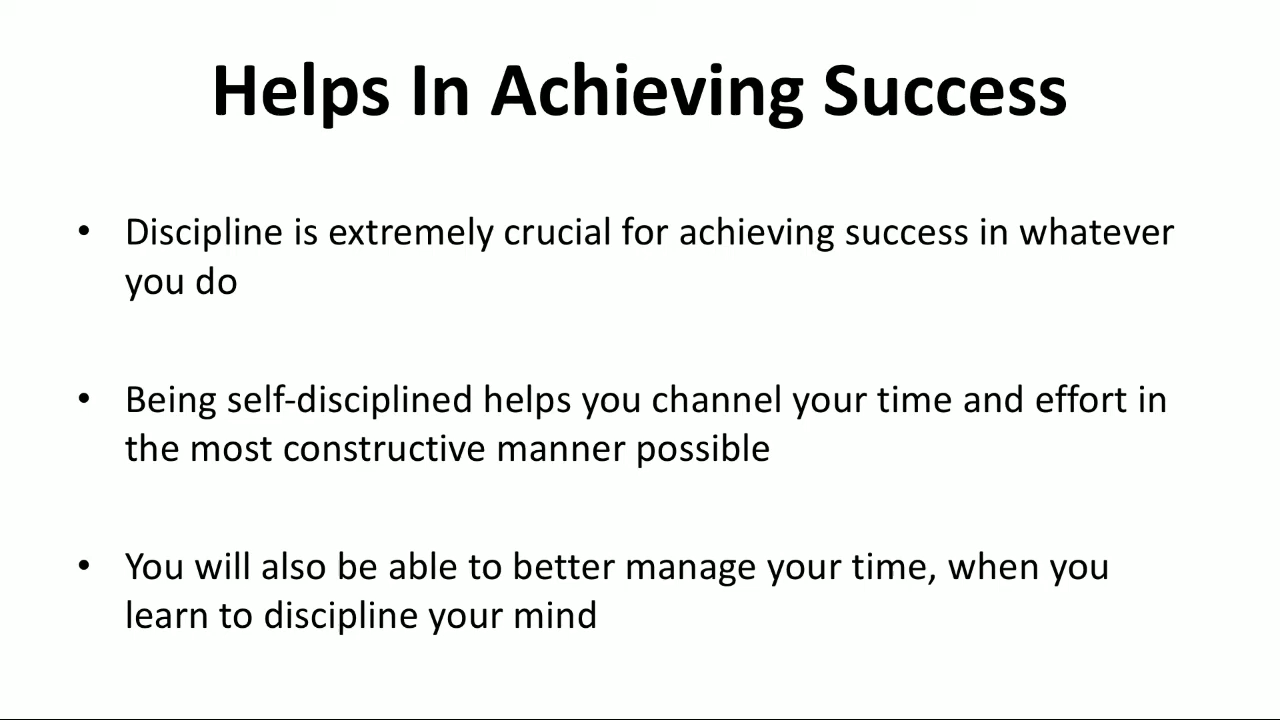 Helps In Achieving Success
• Discipline is extremely crucial for achieving success in whatever
you do
• Being self-disciplined helps you channel your time and effort in
the most constructive manner possible
• You will also be able to better manage your time, when you
learn to discipline your mind